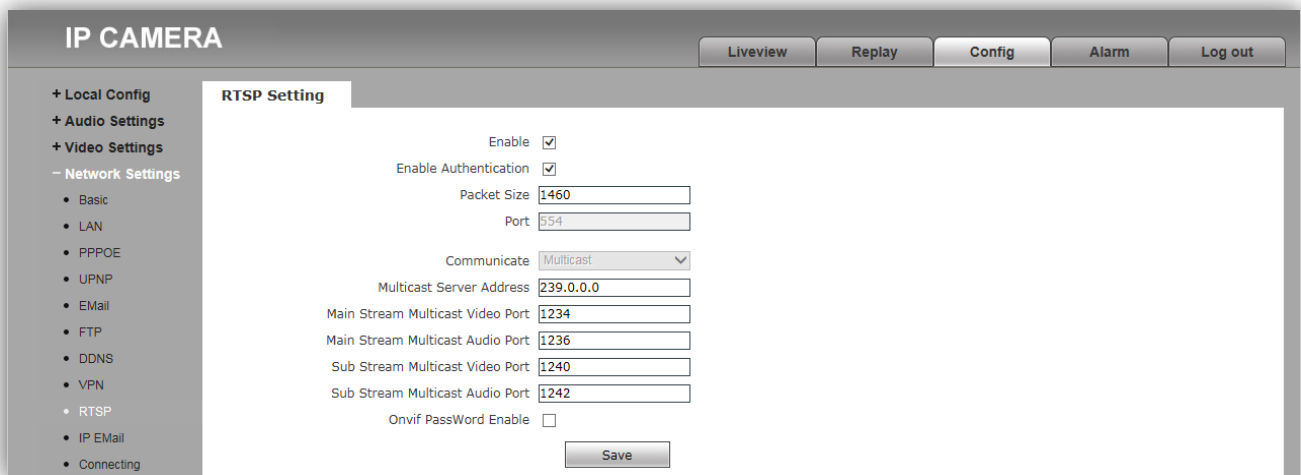 IP CAMERA
Liveview Replay Config Alarm Log out
+ Local Config
RTSP Setting
+ Audio Settings
+ Video Settings
− Network Settings
• Basic
• LAN
• PPPOE
• UPNP
• EMail
• FTP
• DDNS
• VPN
• RTSP
• IP EMail
• Connecting
Enable
Enable Authentication
Packet Size 1460
Port 554
Communicate Multicast
Multicast Server Address 239.0.0.0
Main Stream Multicast Video Port 1234
Main Stream Multicast Audio Port 1236
Sub Stream Multicast Video Port 1240
Sub Stream Multicast Audio Port 1242
Onvif PassWord Enable
Save